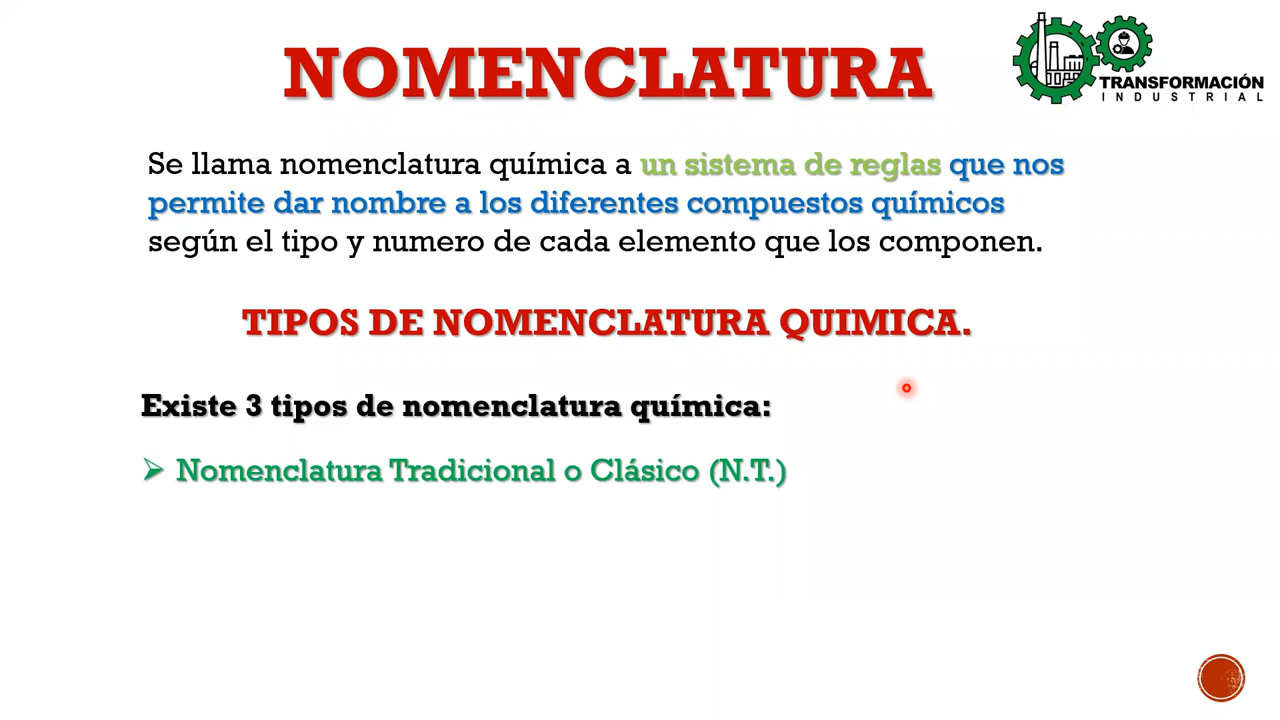 NOMENCLATURA
TRANSFORMACIÓN
INDUSTRIAL
Se llama nomenclatura química a un sistema de reglas que nos
permite dar nombre a los diferentes compuestos químicos
según el tipo y numero de cada elemento que los componen.
TIPOS DE NOMENCLATURA QUIMICA.
Existe 3 tipos de nomenclatura química:
➢ Nomenclatura Tradicional o Clásico (N.T.)